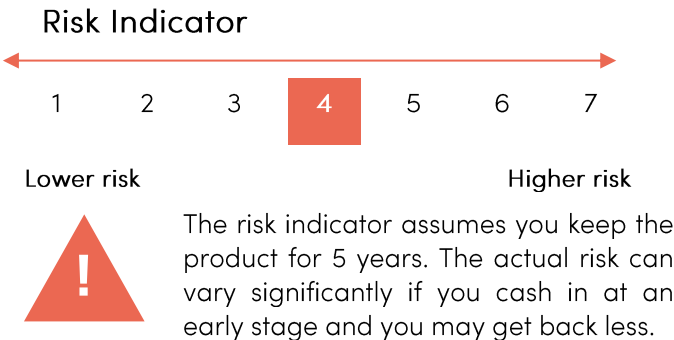 Risk Indicator
1 2 3 4 5 6 7
Lower risk Higher risk
!
The risk indicator assumes you keep the
product for 5 years. The actual risk can
vary significantly if you cash in at an
early stage and you may get back less.